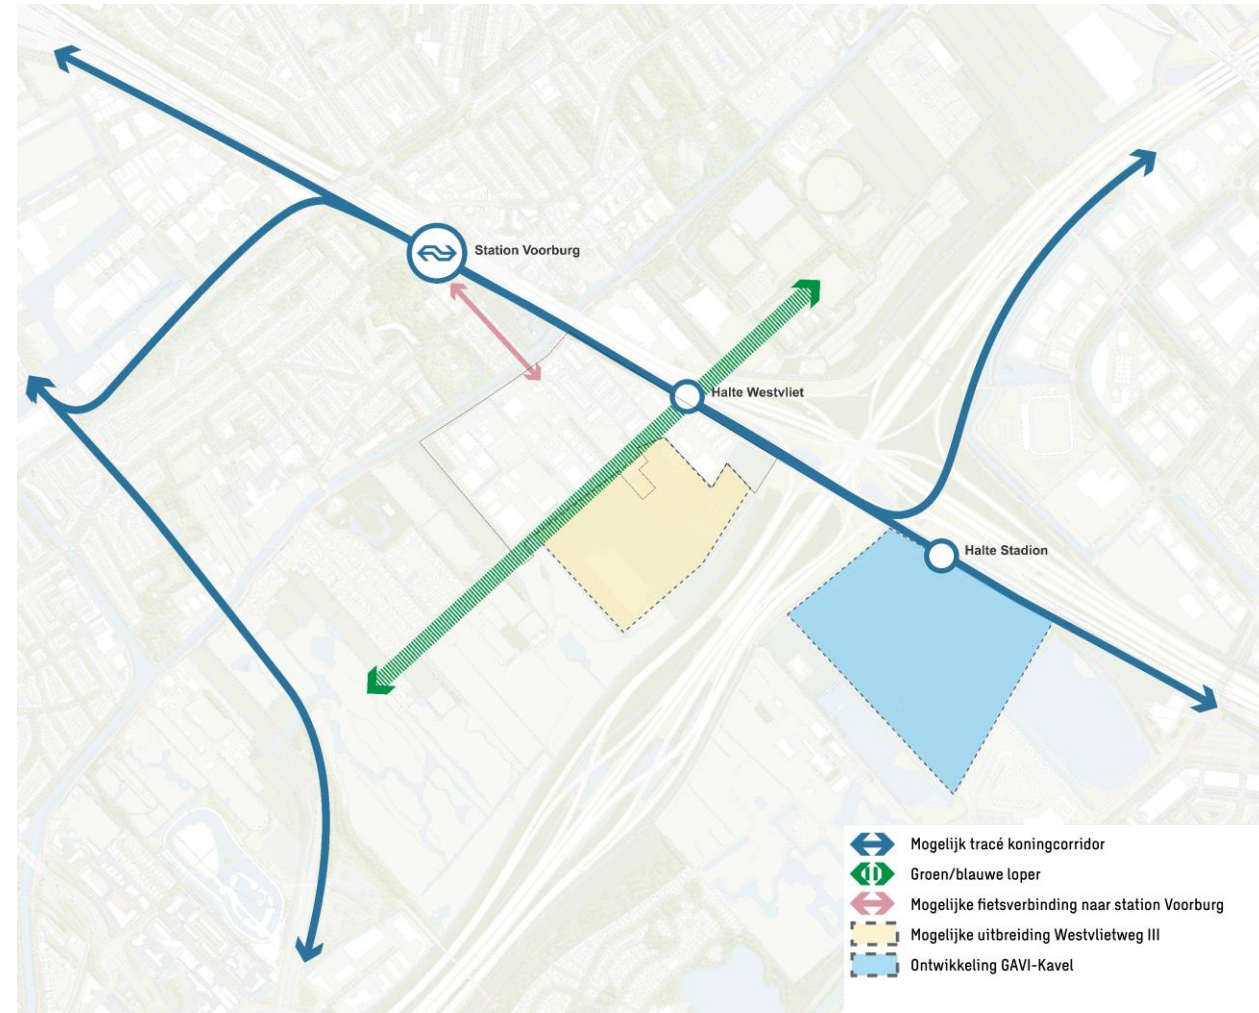 Station Voorburg
Halte Westvliet
Halte Stadion
Mogelijk tracé koningcorridor
Groen/blauwe loper
Mogelijke fietsverbinding naar station Voorburg
Mogelijke uitbreiding Westvlietweg III
Ontwikkeling GAVI-Kavel